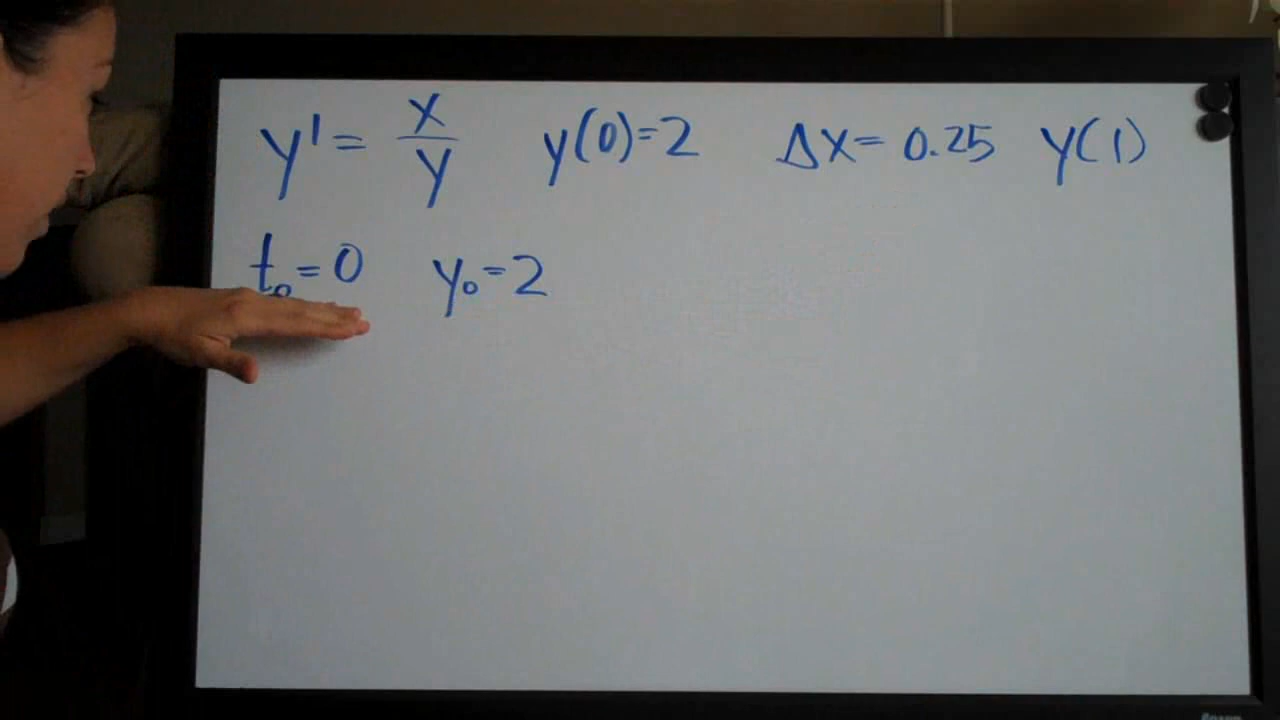 y' = x/y y(0)=2 Δx= 0.25 y(1)
t₀=0 y₀=2